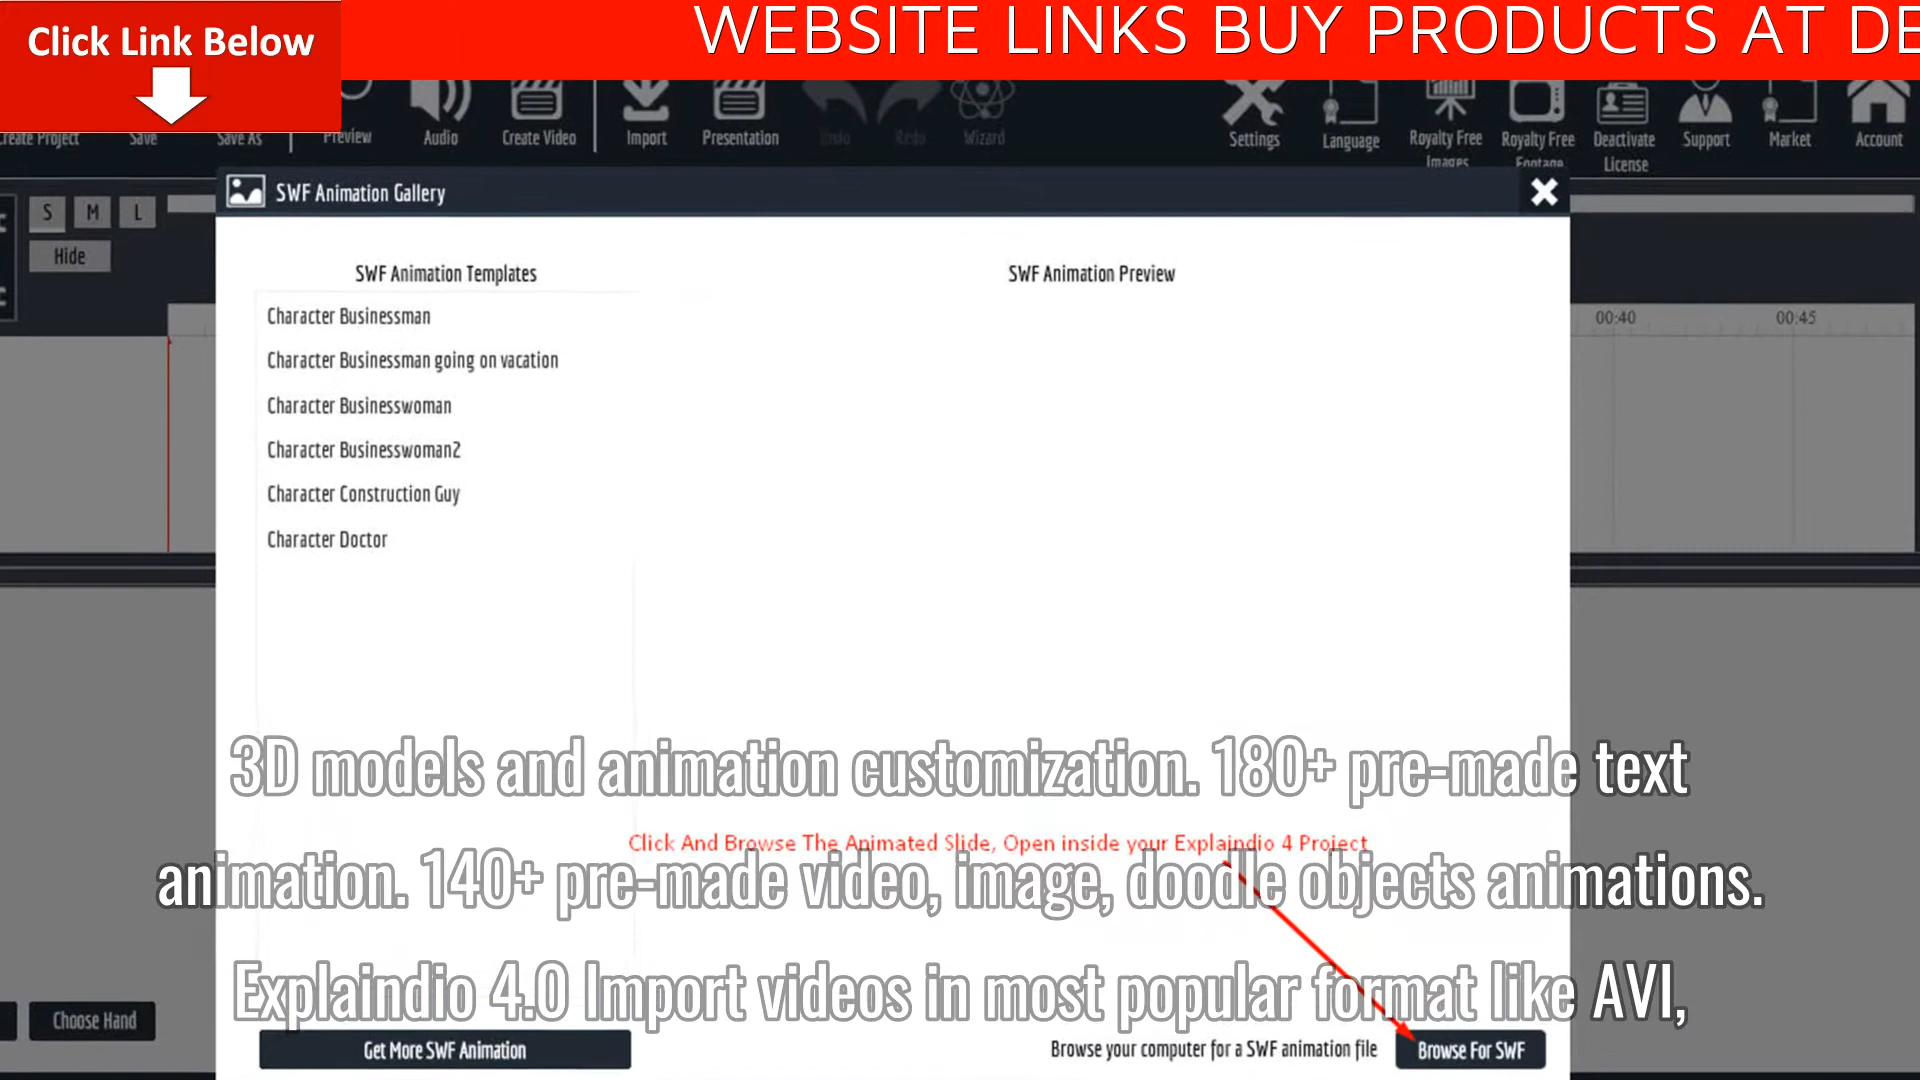 Click Link Below
WEBSITE LINKS BUY PRODUCTS AT DE
Create Project
Save
Save As
Preview
Audio
Create Video
Import
Presentation
Undo
Redo
Wizard
Settings
Language
Royalty Free
Images
Royalty Free
Footage
Deactivate
License
Support
Market
Account
SWF Animation Gallery
S M L
Hide
SWF Animation Templates
SWF Animation Preview
Character Businessman
Character Businessman going on vacation
Character Businesswoman
Character Businesswoman2
Character Construction Guy
Character Doctor
00:40
00:45
3D models and animation customization. 180+ pre-made text
Click And Browse The Animated Slide, Open inside your Explaindio 4 Project
animation. 140+ pre-made video, image, doodle objects animations.
Explaindio 4.0 Import videos in most popular format like AVI,
Choose Hand
Get More SWF Animation
Browse your computer for a SWF animation file
Browse For SWF